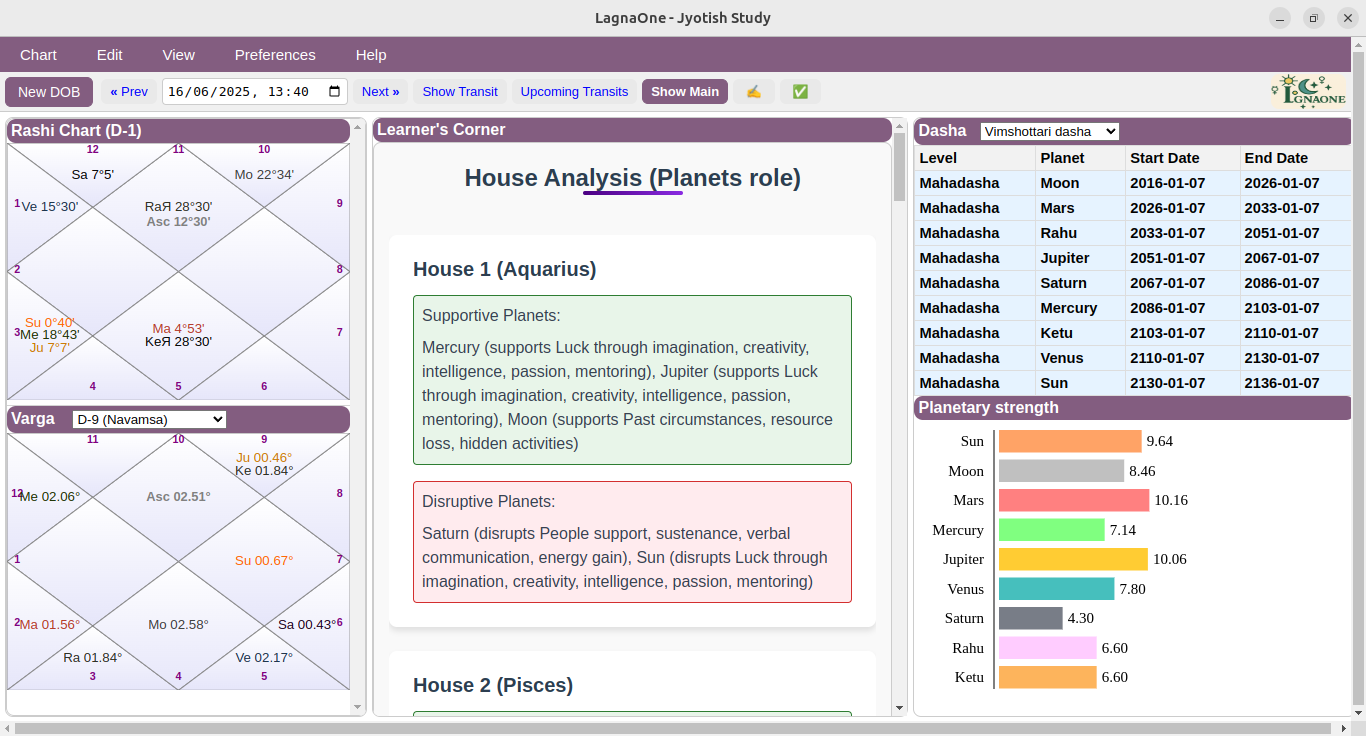 LagnaOne - Jyotish Study
Chart Edit View Preferences Help
New DOB « Prev 16/06/2025, 13:40 Next » Show Transit Upcoming Transits Show Main
LGNAONE
Rashi Chart (D-1)
12 11 10
Sa 7°5' Mo 22°34'
1 Ve 15°30' RaЯ 28°30' 9
Asc 12°30'
2 8
Su 0°40'
3 Me 18°43' Ma 4°53' 7
Ju 7°7' KeЯ 28°30'
4 5 6
Varga D-9 (Navamsa)
11 10 9
Ju 00.46°
Ke 01.84°
12 Me 02.06° Asc 02.51° 8
1 Su 00.67° 7
2 Ma 01.56° Mo 02.58° Sa 00.43° 6
Ra 01.84° Ve 02.17°
3 4 5
Learner's Corner
House Analysis (Planets role)
House 1 (Aquarius)
Supportive Planets:
Mercury (supports Luck through imagination, creativity,
intelligence, passion, mentoring), Jupiter (supports Luck
through imagination, creativity, intelligence, passion,
mentoring), Moon (supports Past circumstances, resource
loss, hidden activities)
Disruptive Planets:
Saturn (disrupts People support, sustenance, verbal
communication, energy gain), Sun (disrupts Luck through
imagination, creativity, intelligence, passion, mentoring)
House 2 (Pisces)
Dasha Vimshottari dasha
Level Planet Start Date End Date
Mahadasha Moon 2016-01-07 2026-01-07
Mahadasha Mars 2026-01-07 2033-01-07
Mahadasha Rahu 2033-01-07 2051-01-07
Mahadasha Jupiter 2051-01-07 2067-01-07
Mahadasha Saturn 2067-01-07 2086-01-07
Mahadasha Mercury 2086-01-07 2103-01-07
Mahadasha Ketu 2103-01-07 2110-01-07
Mahadasha Venus 2110-01-07 2130-01-07
Mahadasha Sun 2130-01-07 2136-01-07
Planetary strength
Sun 9.64
Moon 8.46
Mars 10.16
Mercury 7.14
Jupiter 10.06
Venus 7.80
Saturn 4.30
Rahu 6.60
Ketu 6.60